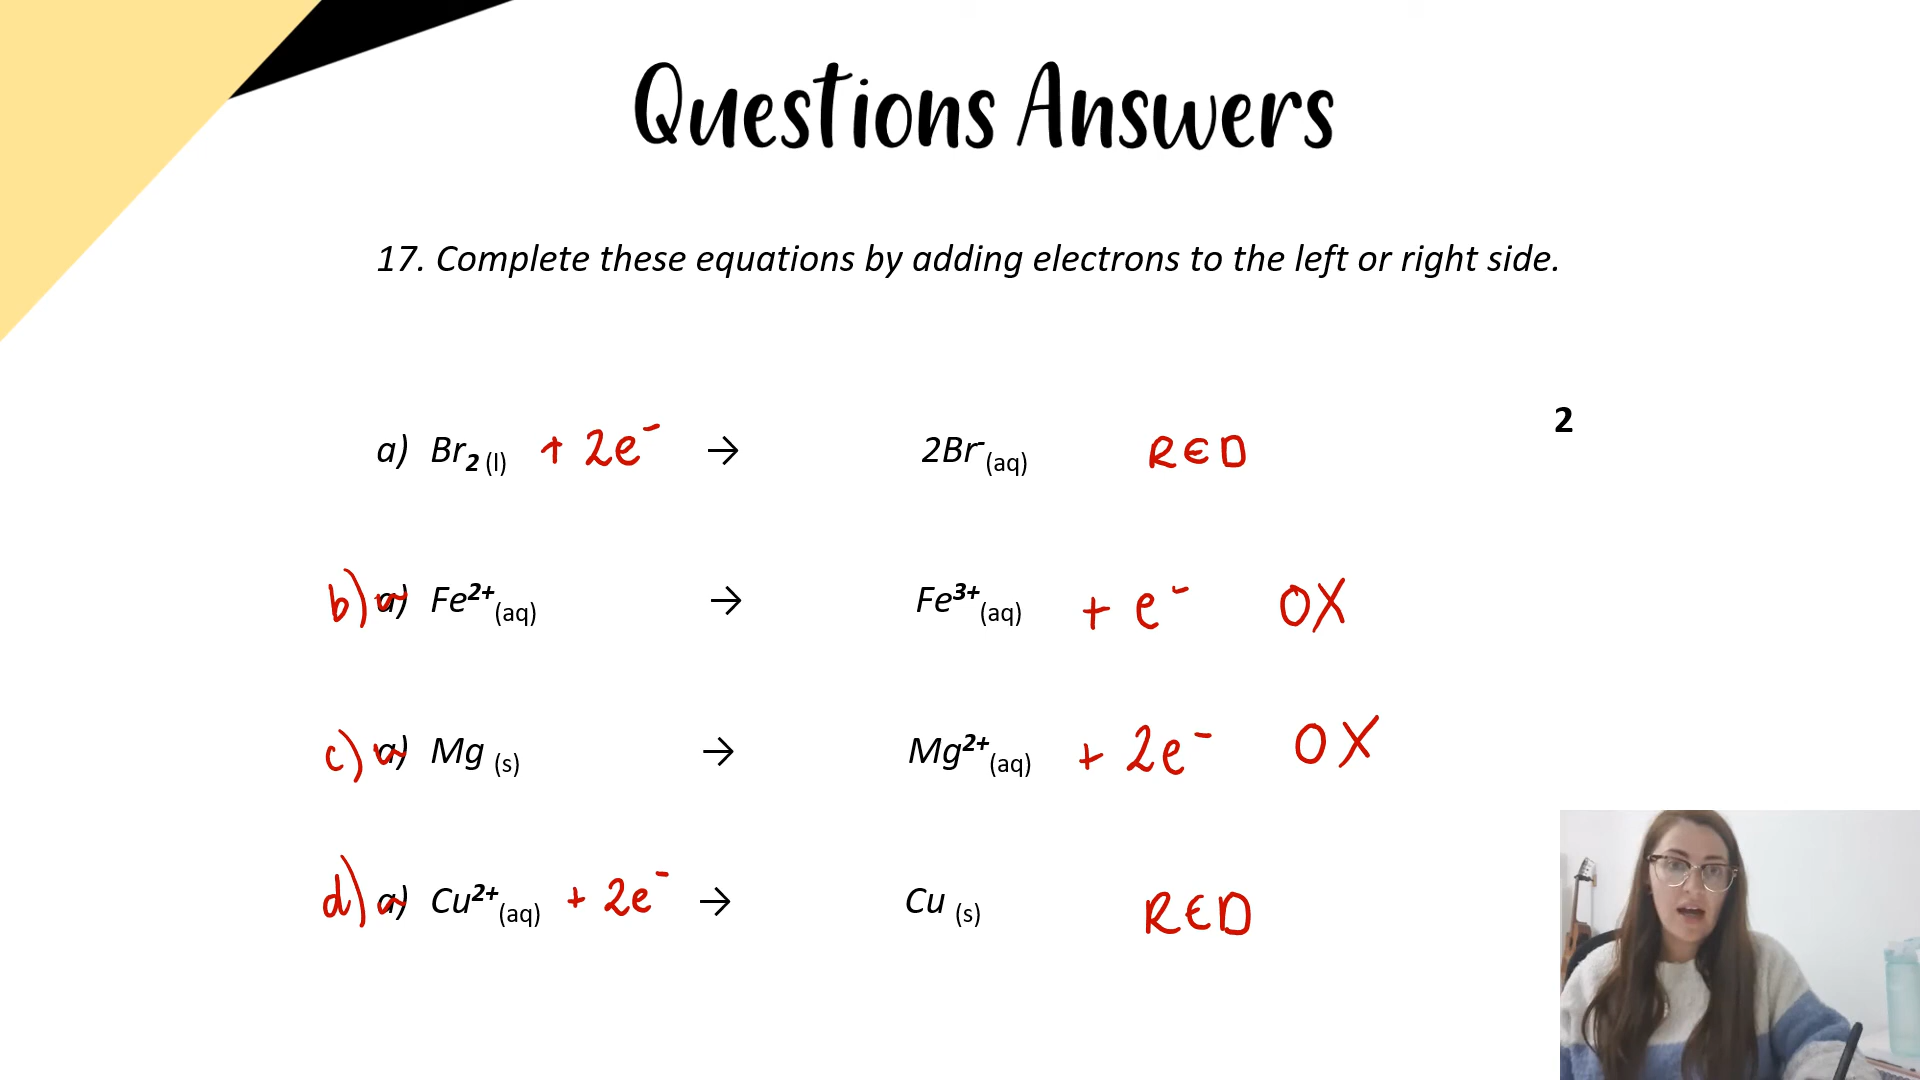 Questions Answers
17. Complete these equations by adding electrons to the left or right side.
2
a) Br₂ (l) + 2e⁻ → 2Br⁻(aq) RED
b) a) Fe²⁺(aq) → Fe³⁺(aq) + e⁻ OX
c) a) Mg (s) → Mg²⁺(aq) + 2e⁻ OX
d) a) Cu²⁺(aq) + 2e⁻ → Cu (s) RED